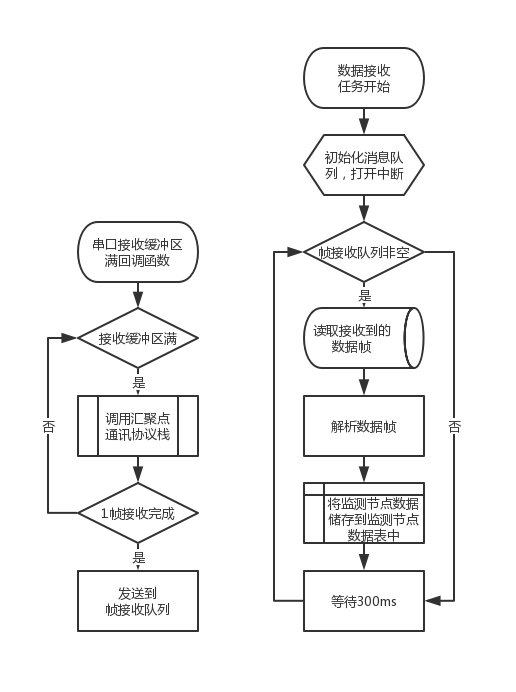 串口接收缓冲区
满回调函数
接收缓冲区满
是
调用汇聚点
通讯协议栈
否
1帧接收完成
是
发送到
帧接收队列
数据接收
任务开始
初始化消息队
列，打开中断
帧接收队列非空
是
读取接收到的
数据帧
解析数据帧
否
将监测节点数据
储存到监测节点
数据表中
等待300ms